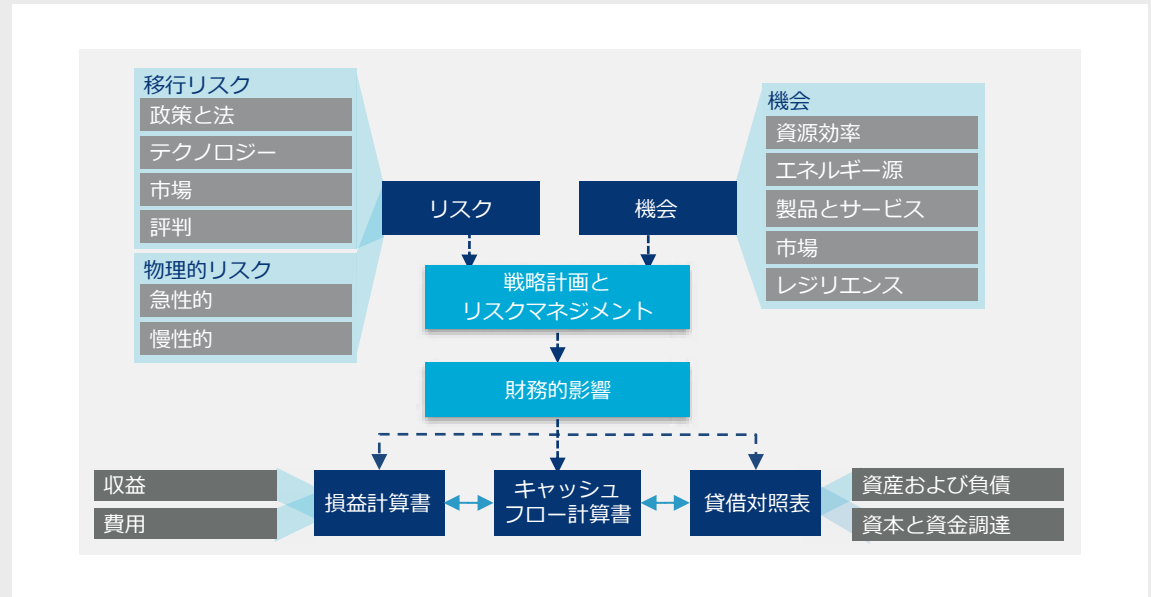 移行リスク
政策と法
テクノロジー
市場
評判
物理的リスク
急性的
慢性的
リスク
機会
機会
資源効率
エネルギー源
製品とサービス
市場
レジリエンス
戦略計画と
リスクマネジメント
財務的影響
収益
費用
損益計算書
キャッシュ
フロー計算書
貸借対照表
資産および負債
資本と資金調達